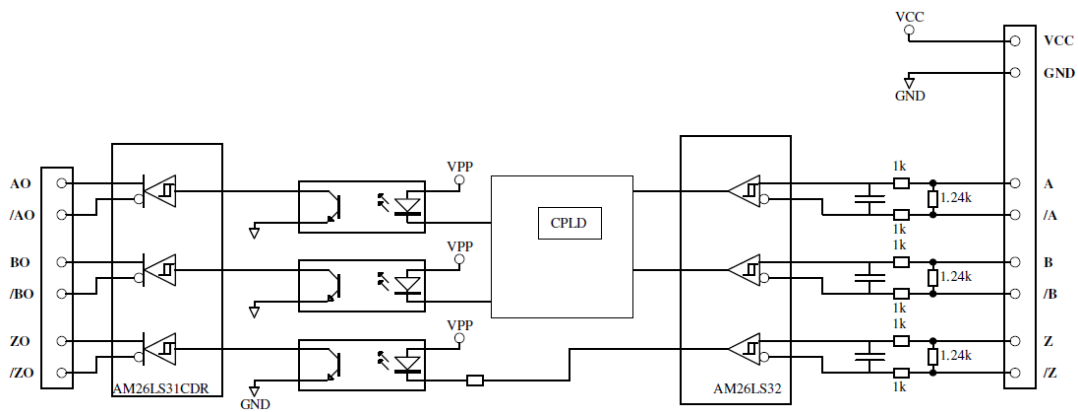 VCC
VCC
GND
GND
VPP
1k
AO
A
1.24k
/AO
/A
CPLD
1k
VPP
1k
BO
B
1.24k
/BO
/B
1k
VPP
1k
ZO
Z
1.24k
/ZO
/Z
AM26LS31CDR
AM26LS32
1k
GND